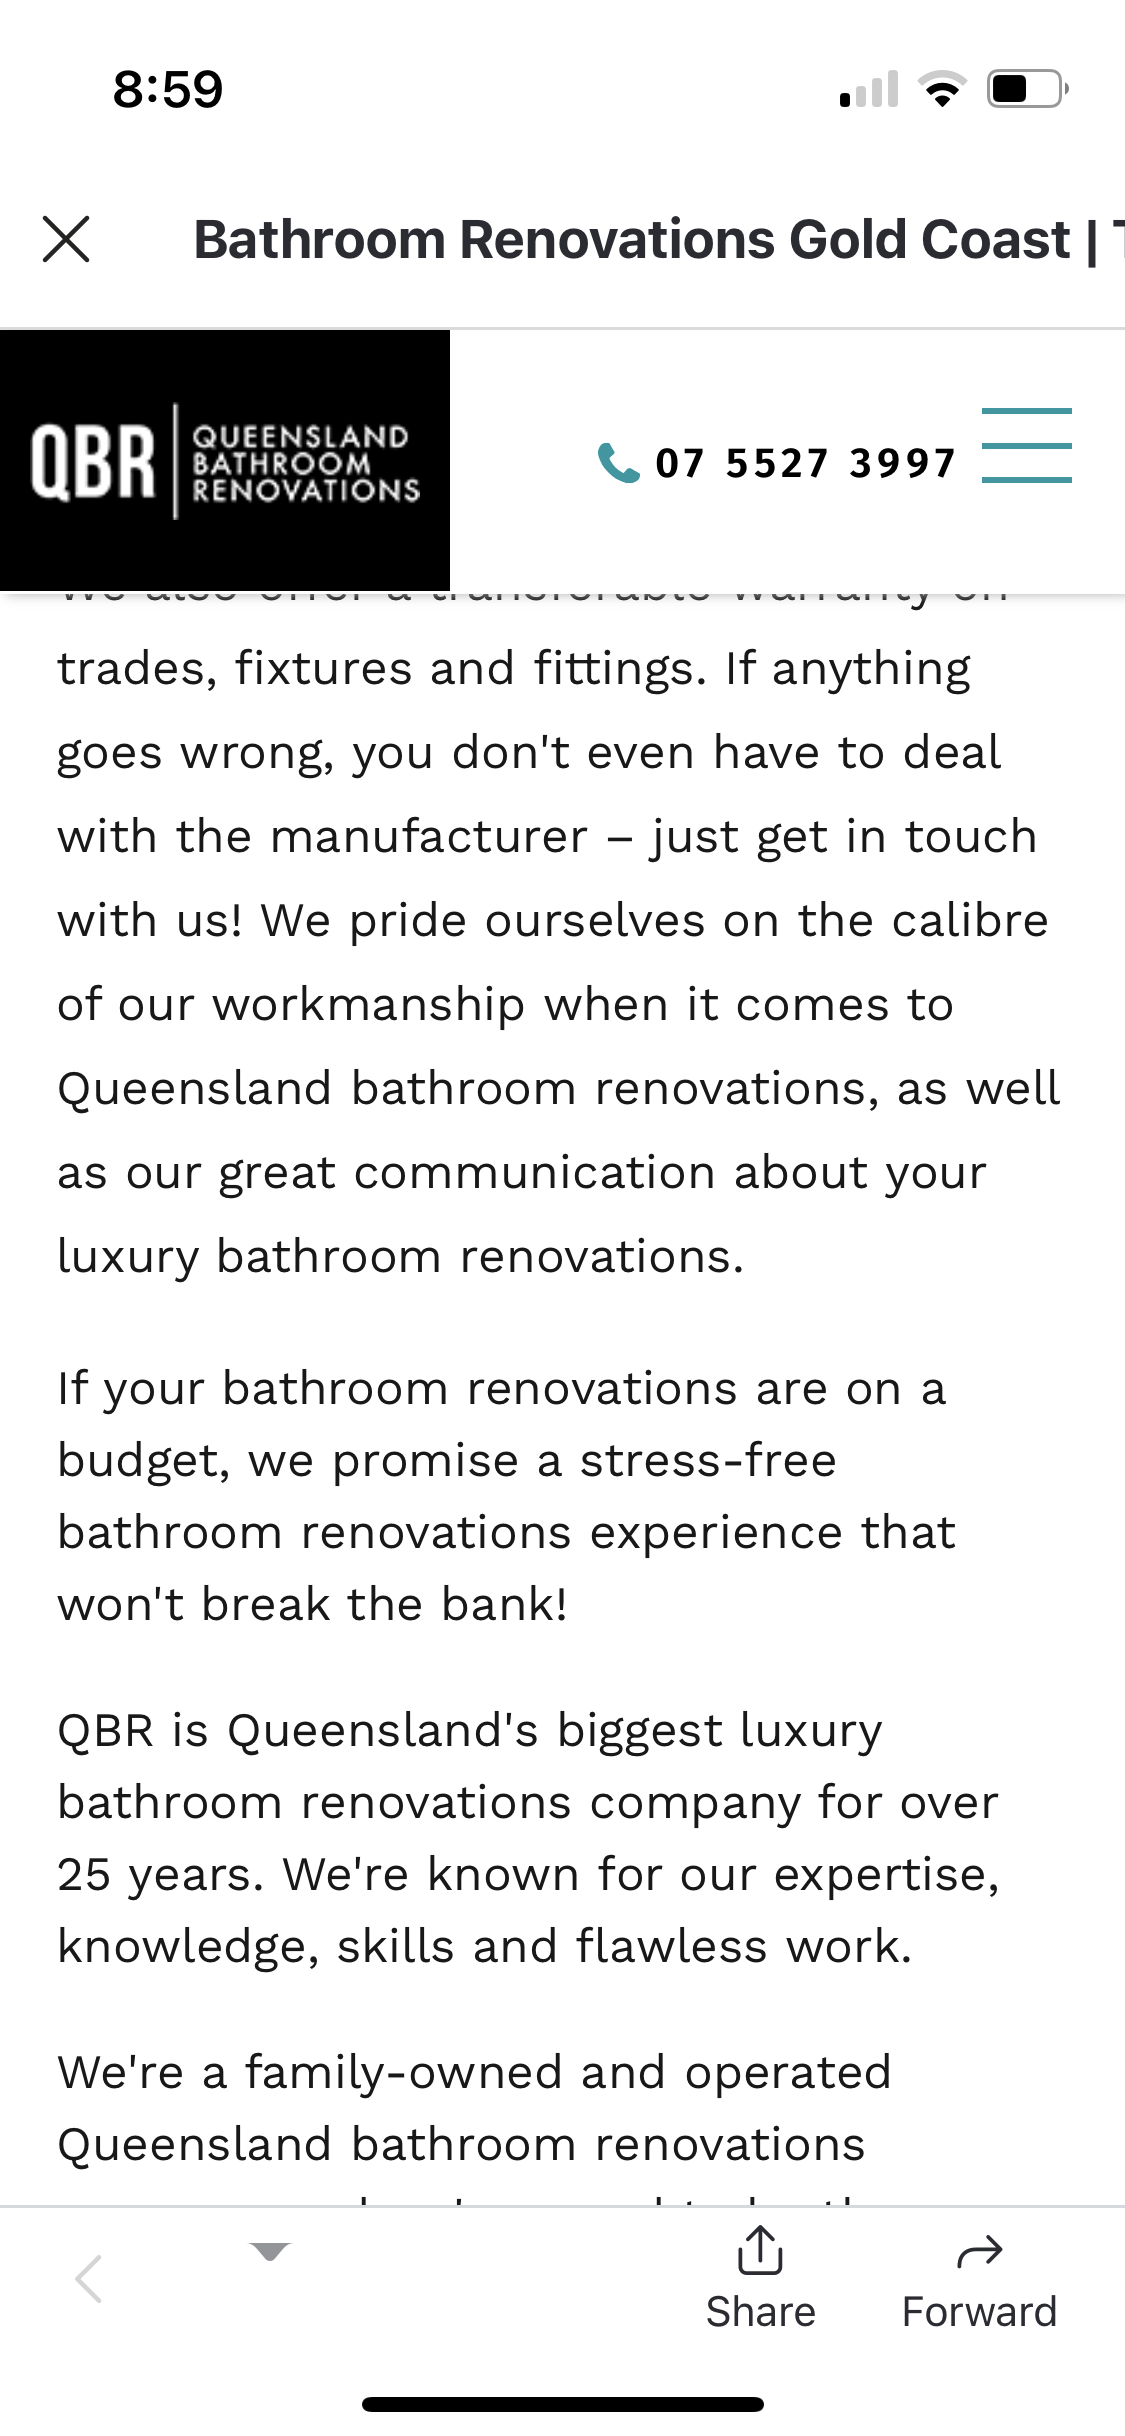 8:59
Bathroom Renovations Gold Coast |
QBR
QUEENSLAND
BATHROOM
RENOVATIONS
07 5527 3997
We also offer a transferable warranty on
trades, fixtures and fittings. If anything
goes wrong, you don't even have to deal
with the manufacturer – just get in touch
with us! We pride ourselves on the calibre
of our workmanship when it comes to
Queensland bathroom renovations, as well
as our great communication about your
luxury bathroom renovations.
If your bathroom renovations are on a
budget, we promise a stress-free
bathroom renovations experience that
won't break the bank!
QBR is Queensland's biggest luxury
bathroom renovations company for over
25 years. We're known for our expertise,
knowledge, skills and flawless work.
We're a family-owned and operated
Queensland bathroom renovations
Share
Forward